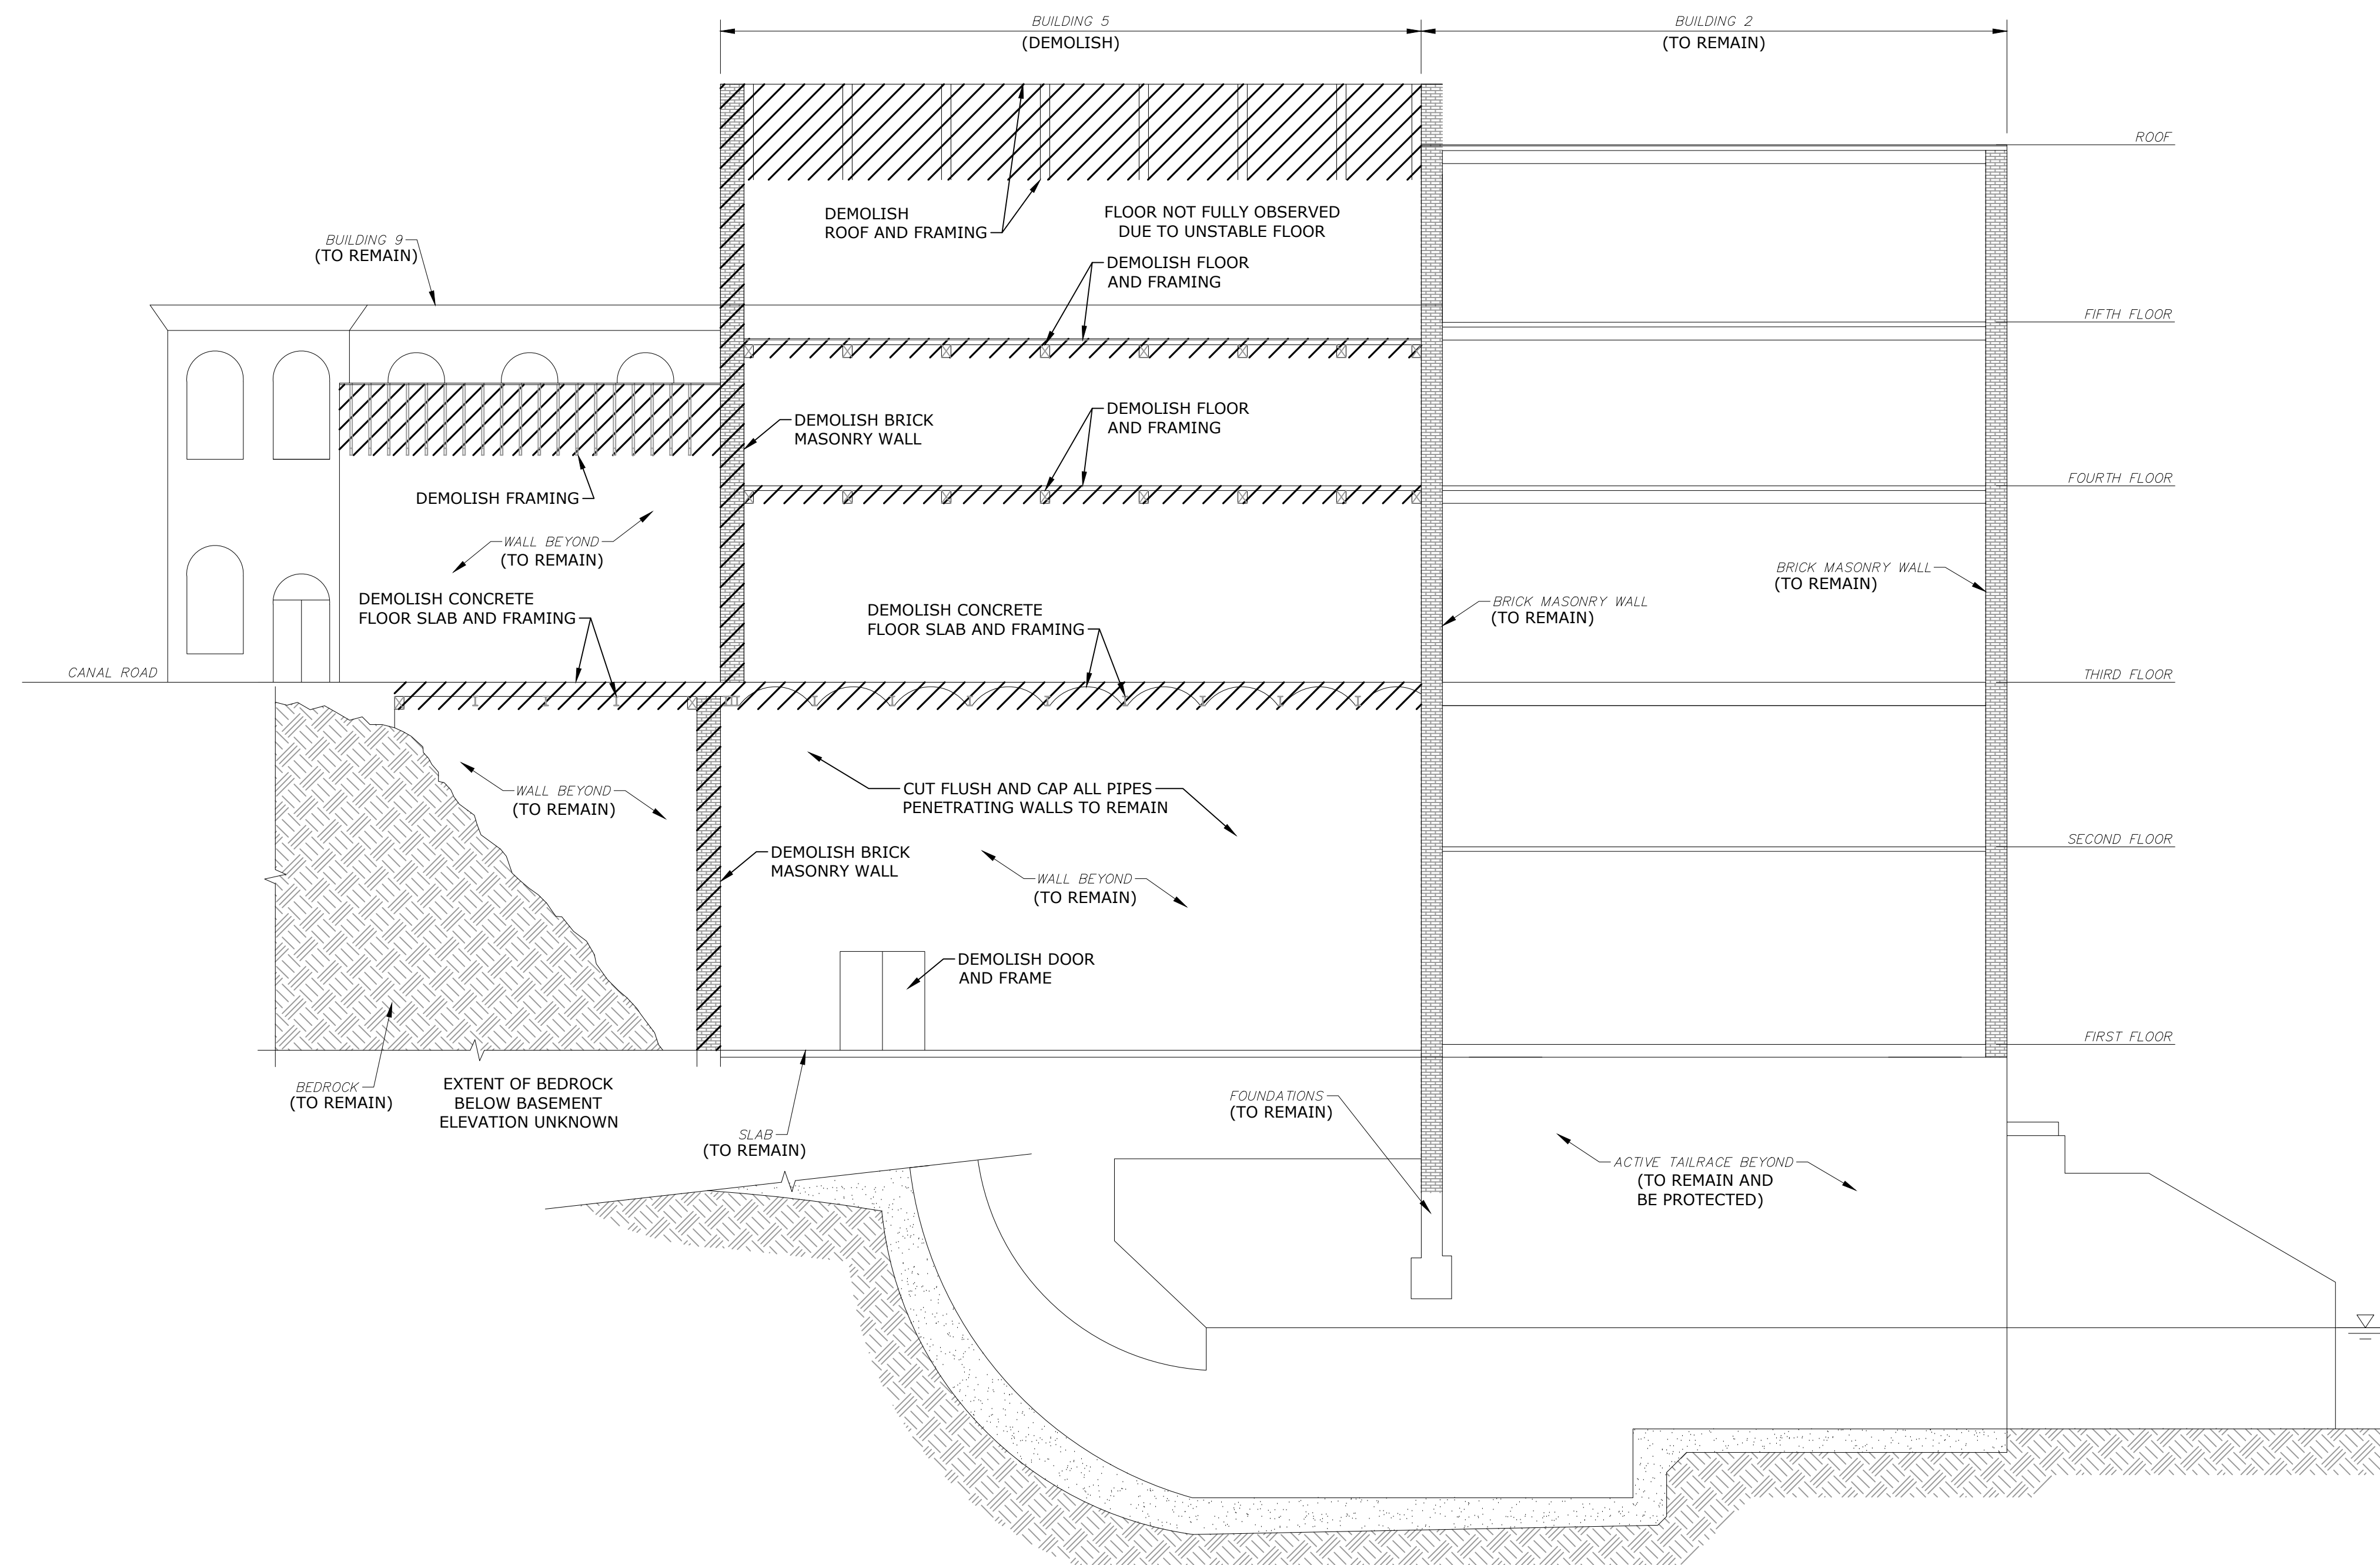 BUILDING 5
(DEMOLISH)
BUILDING 2
(TO REMAIN)
ROOF
DEMOLISH
ROOF AND FRAMING
FLOOR NOT FULLY OBSERVED
DUE TO UNSTABLE FLOOR
BUILDING 9
(TO REMAIN)
DEMOLISH FLOOR
AND FRAMING
FIFTH FLOOR
DEMOLISH BRICK
MASONRY WALL
DEMOLISH FLOOR
AND FRAMING
FOURTH FLOOR
DEMOLISH FRAMING
WALL BEYOND
(TO REMAIN)
BRICK MASONRY WALL
(TO REMAIN)
DEMOLISH CONCRETE
FLOOR SLAB AND FRAMING
DEMOLISH CONCRETE
FLOOR SLAB AND FRAMING
BRICK MASONRY WALL
(TO REMAIN)
CANAL ROAD
THIRD FLOOR
WALL BEYOND
(TO REMAIN)
CUT FLUSH AND CAP ALL PIPES
PENETRATING WALLS TO REMAIN
SECOND FLOOR
DEMOLISH BRICK
MASONRY WALL
WALL BEYOND
(TO REMAIN)
DEMOLISH DOOR
AND FRAME
FIRST FLOOR
BEDROCK
(TO REMAIN)
EXTENT OF BEDROCK
BELOW BASEMENT
ELEVATION UNKNOWN
SLAB
(TO REMAIN)
FOUNDATIONS
(TO REMAIN)
ACTIVE TAILRACE BEYOND
(TO REMAIN AND
BE PROTECTED)